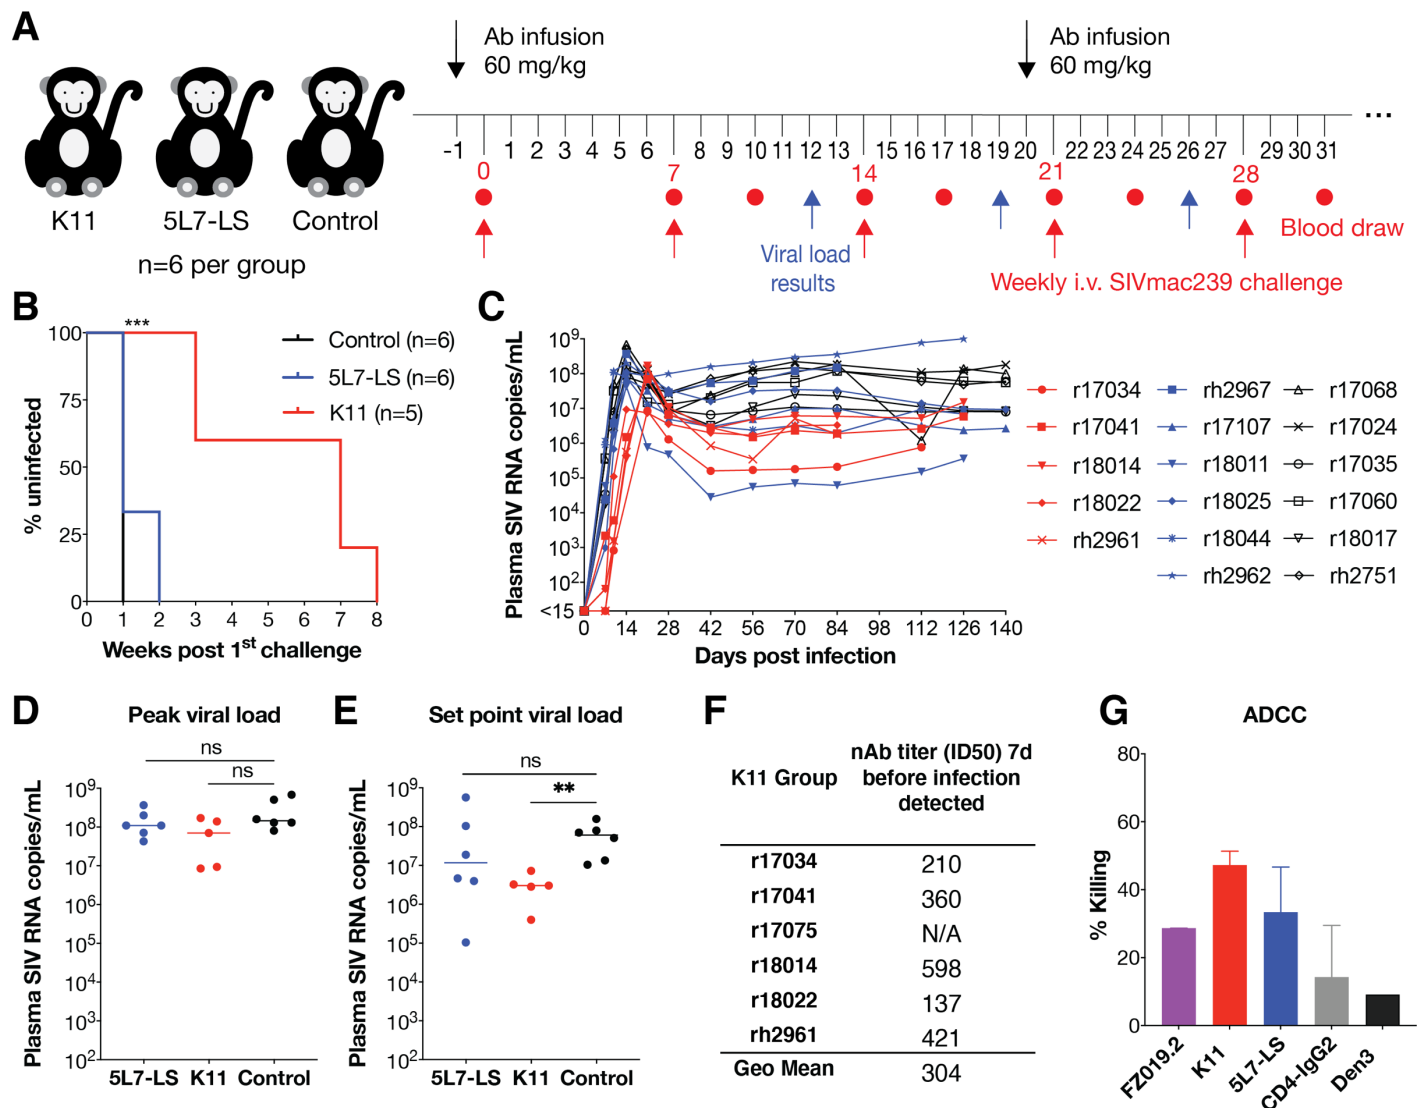 A
Ab infusion
60 mg/kg
Ab infusion
60 mg/kg
...
-1 1 2 3 4 5 6 8 9 10 11 12 13 15 16 17 18 19 20 22 23 24 25 26 27 29 30 31
0 7 14 21 28
K11 5L7-LS Control
n=6 per group
Viral load
results
Blood draw
Weekly i.v. SIVmac239 challenge
B
***
% uninfected
100
75
50
25
0
0 1 2 3 4 5 6 7 8
Weeks post 1st challenge
Control (n=6)
5L7-LS (n=6)
K11 (n=5)
C
Plasma SIV RNA copies/mL
10⁹
10⁸
10⁷
10⁶
10⁵
10⁴
10³
10²
<15
0 14 28 42 56 70 84 98 112 126 140
Days post infection
r17034 rh2967 r17068
r17041 r17107 r17024
r18014 r18011 r17035
r18022 r18025 r17060
rh2961 r18044 r18017
rh2962 rh2751
D
Peak viral load
ns
ns
Plasma SIV RNA copies/mL
10⁹
10⁸
10⁷
10⁶
10⁵
10⁴
10³
10²
5L7-LS K11 Control
E
Set point viral load
ns
**
Plasma SIV RNA copies/mL
10⁹
10⁸
10⁷
10⁶
10⁵
10⁴
10³
10²
5L7-LS K11 Control
F
K11 Group
nAb titer (ID50) 7d
before infection
detected
r17034 210
r17041 360
r17075 N/A
r18014 598
r18022 137
rh2961 421
Geo Mean 304
G
ADCC
% Killing
80
60
40
20
0
FZ019.2 K11 5L7-LS CD4-IgG2 Den3